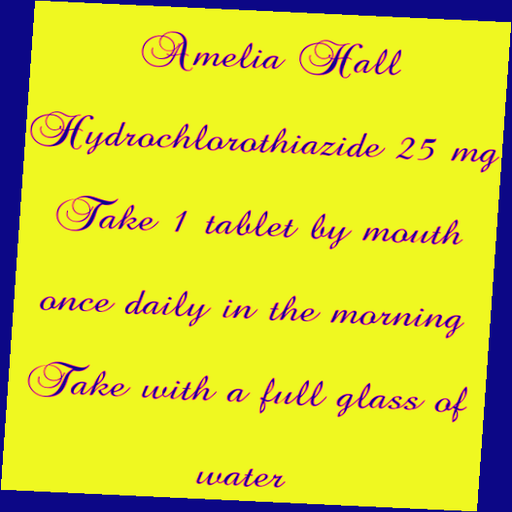 Amelia Hall
Hydrochlorothiazide 25 mg
Take 1 tablet by mouth
once daily in the morning
Take with a full glass of
water